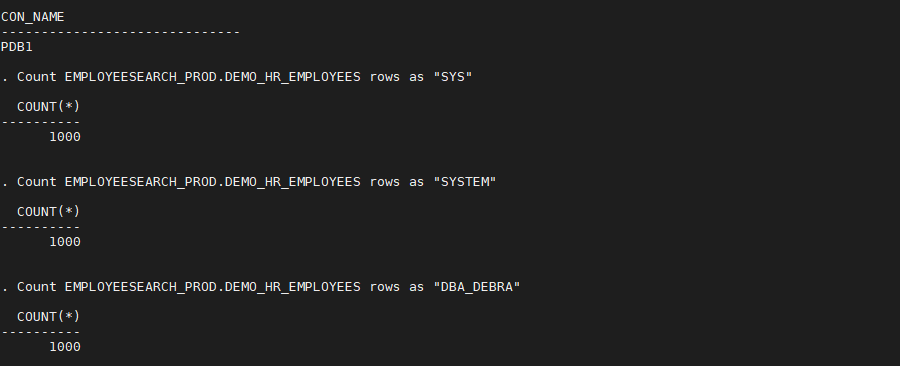 CON_NAME
------------------------------
PDB1
. Count EMPLOYEESEARCH_PROD.DEMO_HR_EMPLOYEES rows as "SYS"
  COUNT(*)
----------
      1000
. Count EMPLOYEESEARCH_PROD.DEMO_HR_EMPLOYEES rows as "SYSTEM"
  COUNT(*)
----------
      1000
. Count EMPLOYEESEARCH_PROD.DEMO_HR_EMPLOYEES rows as "DBA_DEBRA"
  COUNT(*)
----------
      1000